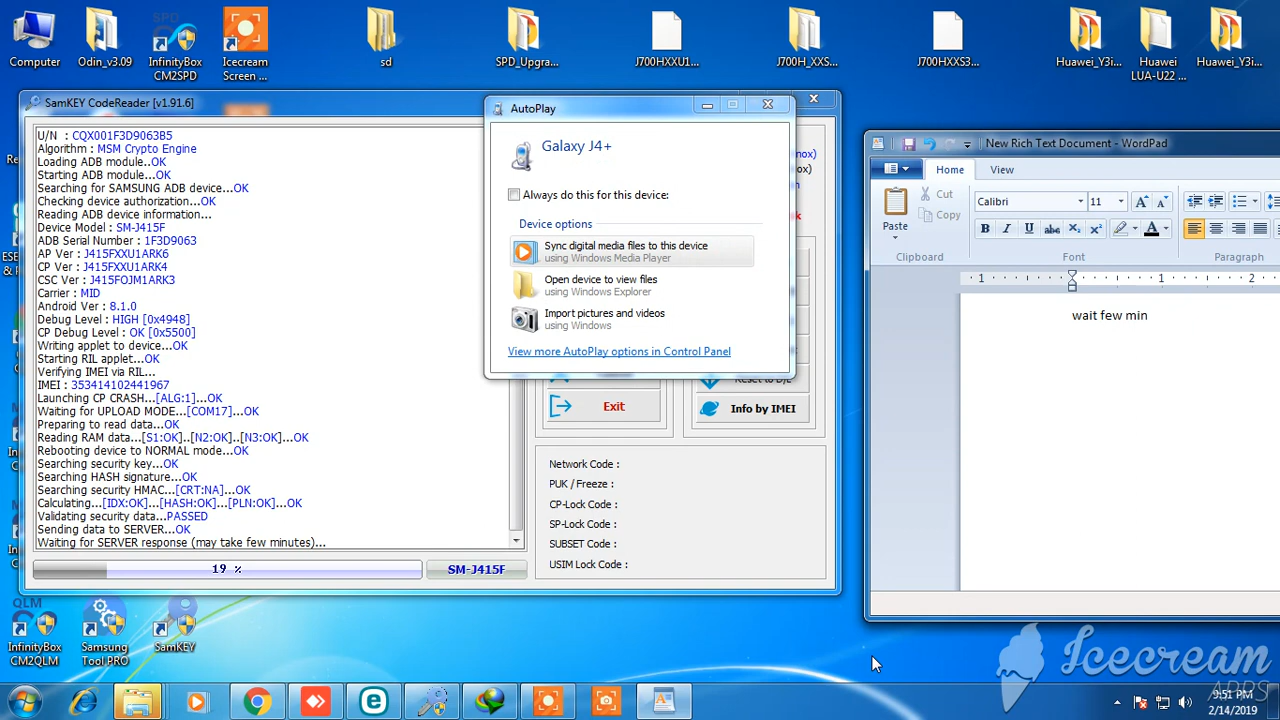 Computer
Odin_v3.09
InfinityBox
CM2SPD
Icecream
Screen ...
sd
SPD_Upgra...
J700HXXU1...
J700H_XXS...
J700HXXS3...
Huawei_Y3i...
Huawei
LUA-U22 ...
Huawei_Y3i...
SamKEY CodeReader [v1.91.6]
U/N : CQX001F3D9063B5
Algorithm : MSM Crypto Engine
Loading ADB module...OK
Starting ADB module...OK
Searching for SAMSUNG ADB device...OK
Checking device authorization...OK
Reading ADB device information...
Device Model : SM-J415F
ADB Serial Number : 1F3D9063
AP Ver : J415FXXU1ARK6
CP Ver : J415FXXU1ARK4
CSC Ver : J415FOJM1ARK3
Carrier : MID
Android Ver : 8.1.0
Debug Level : HIGH [0x4948]
CP Debug Level : OK [0x5500]
Writing applet to device...OK
Starting RIL applet...OK
Verifying IMEI via RIL...
IMEI : 353414102441967
Launching CP CRASH...[ALG:1]...OK
Waiting for UPLOAD MODE...[COM17]...OK
Preparing to read data...OK
Reading RAM data...[S1:OK]..[N2:OK]..[N3:OK]...OK
Rebooting device to NORMAL mode...OK
Searching security key...OK
Searching HASH signature...OK
Searching security HMAC...[CRT:NA]...OK
Calculating...[IDX:OK]...[HASH:OK]...[PLN:OK]...OK
Validating security data...PASSED
Sending data to SERVER...OK
Waiting for SERVER response (may take few minutes)...
19 %
SM-J415F
AutoPlay
Galaxy J4+
Always do this for this device:
Device options
Sync digital media files to this device
using Windows Media Player
Open device to view files
using Windows Explorer
Import pictures and videos
using Windows
View more AutoPlay options in Control Panel
Exit
Info by IMEI
Network Code :
PUK / Freeze :
CP-Lock Code :
SP-Lock Code :
SUBSET Code :
USIM Lock Code :
New Rich Text Document - WordPad
Home
View
Paste
Cut
Copy
Clipboard
Calibri
11
Font
Paragraph
1
1
2
wait few min
InfinityBox
CM2QLM
Samsung
Tool PRO
SamKEY
Icecream
APPS
9:51 PM
2/14/2019